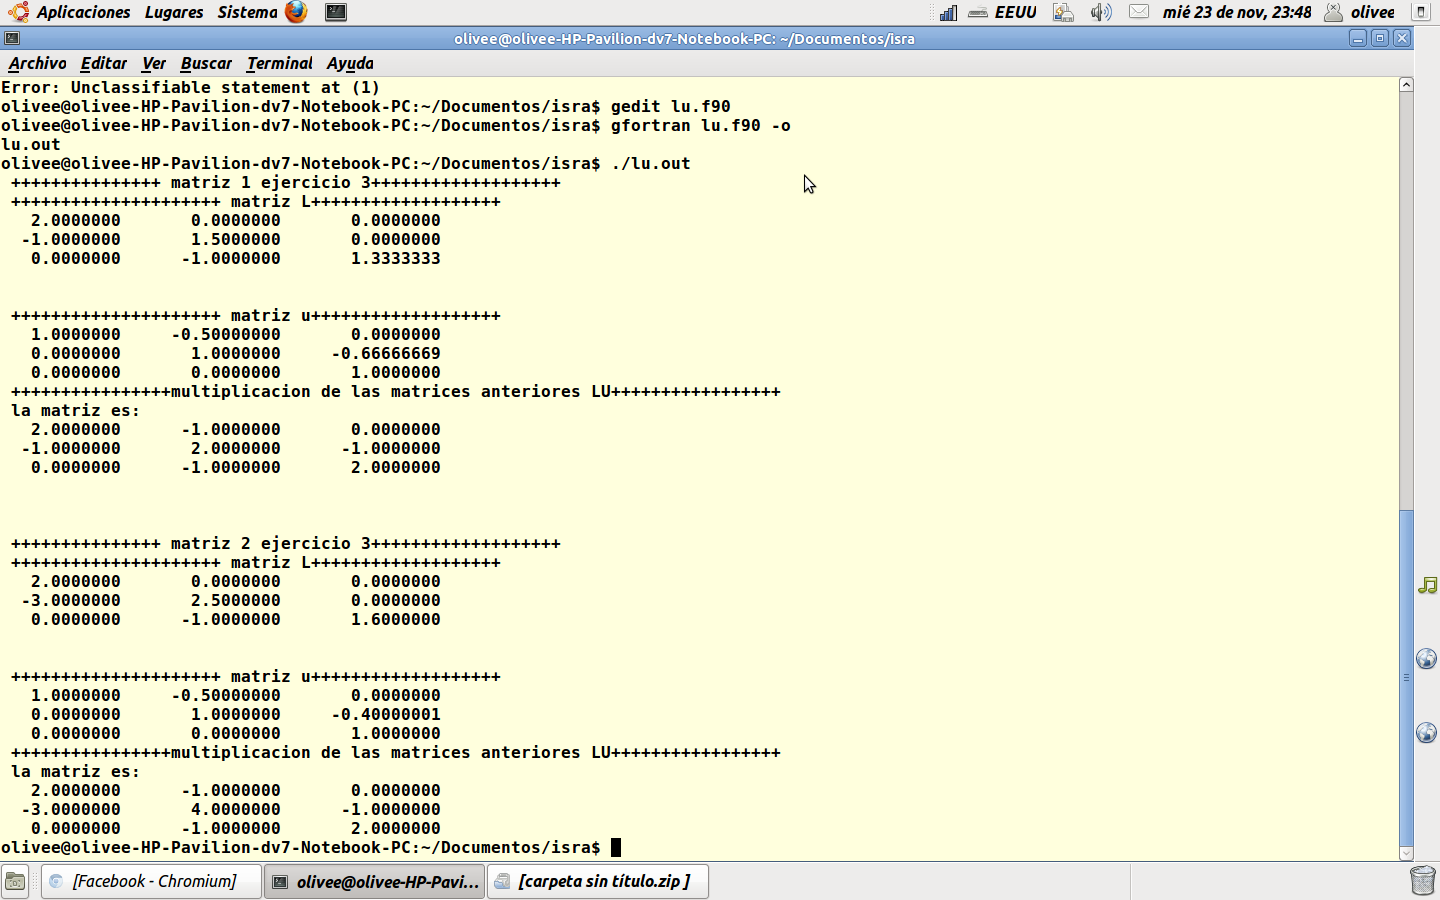 Aplicaciones Lugares Sistema EEUU mié 23 de nov, 23:48 olivee
olivee@olivee-HP-Pavilion-dv7-Notebook-PC: ~/Documentos/isra
Archivo Editar Ver Buscar Terminal Ayuda
Error: Unclassifiable statement at (1)
olivee@olivee-HP-Pavilion-dv7-Notebook-PC:~/Documentos/isra$ gedit lu.f90
olivee@olivee-HP-Pavilion-dv7-Notebook-PC:~/Documentos/isra$ gfortran lu.f90 -o
lu.out
olivee@olivee-HP-Pavilion-dv7-Notebook-PC:~/Documentos/isra$ ./lu.out
+++++++++++++++ matriz 1 ejercicio 3+++++++++++++++++++
+++++++++++++++++++++ matriz L+++++++++++++++++++
2.0000000 0.0000000 0.0000000
-1.0000000 1.5000000 0.0000000
0.0000000 -1.0000000 1.3333333
+++++++++++++++++++++ matriz u+++++++++++++++++++
1.0000000 -0.50000000 0.0000000
0.0000000 1.0000000 -0.66666669
0.0000000 0.0000000 1.0000000
++++++++++++++++multiplicacion de las matrices anteriores LU+++++++++++++++++
la matriz es:
2.0000000 -1.0000000 0.0000000
-1.0000000 2.0000000 -1.0000000
0.0000000 -1.0000000 2.0000000
+++++++++++++++ matriz 2 ejercicio 3+++++++++++++++++++
+++++++++++++++++++++ matriz L+++++++++++++++++++
2.0000000 0.0000000 0.0000000
-3.0000000 2.5000000 0.0000000
0.0000000 -1.0000000 1.6000000
+++++++++++++++++++++ matriz u+++++++++++++++++++
1.0000000 -0.50000000 0.0000000
0.0000000 1.0000000 -0.40000001
0.0000000 0.0000000 1.0000000
++++++++++++++++multiplicacion de las matrices anteriores LU+++++++++++++++++
la matriz es:
2.0000000 -1.0000000 0.0000000
-3.0000000 4.0000000 -1.0000000
0.0000000 -1.0000000 2.0000000
olivee@olivee-HP-Pavilion-dv7-Notebook-PC:~/Documentos/isra$
[Facebook - Chromium] olivee@olivee-HP-Pavi... [carpeta sin título.zip ]